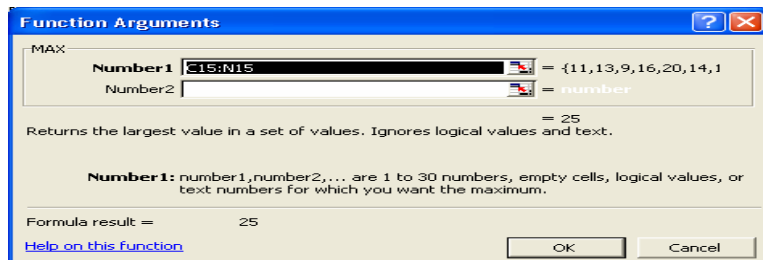 Function Arguments
MAX
Number1 C15:N15 = {11,13,9,16,20,14,1
Number2 = number
= 25
Returns the largest value in a set of values. Ignores logical values and text.
Number1: number1,number2,... are 1 to 30 numbers, empty cells, logical values, or
text numbers for which you want the maximum.
Formula result = 25
Help on this function OK Cancel